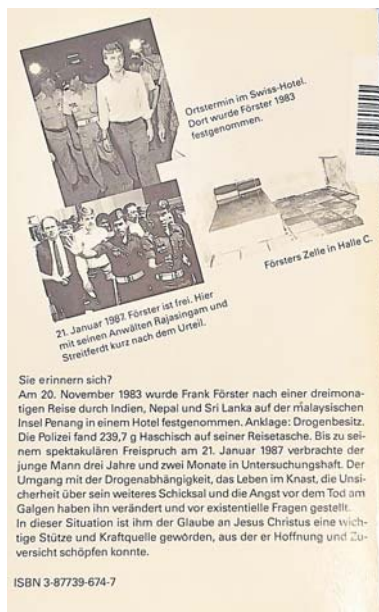 Ortstermin im Swiss-Hotel.
Dort wurde Förster 1983
festgenommen.
Försters Zelle in Halle C.
21. Januar 1987. Förster ist frei. Hier
mit seinen Anwälten Rajasingam und
Streitferdt kurz nach dem Urteil.
Sie erinnern sich?
Am 20. November 1983 wurde Frank Förster nach einer dreimona-
tigen Reise durch Indien, Nepal und Sri Lanka auf der malaysischen
Insel Penang in einem Hotel festgenommen. Anklage: Drogenbesitz.
Die Polizei fand 239,7 g Haschisch auf seiner Reisetasche. Bis zu sei-
nem spektakulären Freispruch am 21. Januar 1987 verbrachte der
junge Mann drei Jahre und zwei Monate in Untersuchungshaft. Der
Umgang mit der Drogenabhängigkeit, das Leben im Knast, die Unsi-
cherheit über sein weiteres Schicksal und die Angst vor dem Tod am
Galgen haben ihn verändert und vor existentielle Fragen gestellt.
In dieser Situation ist ihm der Glaube an Jesus Christus eine wich-
tige Stütze und Kraftquelle geworden, aus der er Hoffnung und Zu-
versicht schöpfen konnte.
ISBN 3-87739-674-7